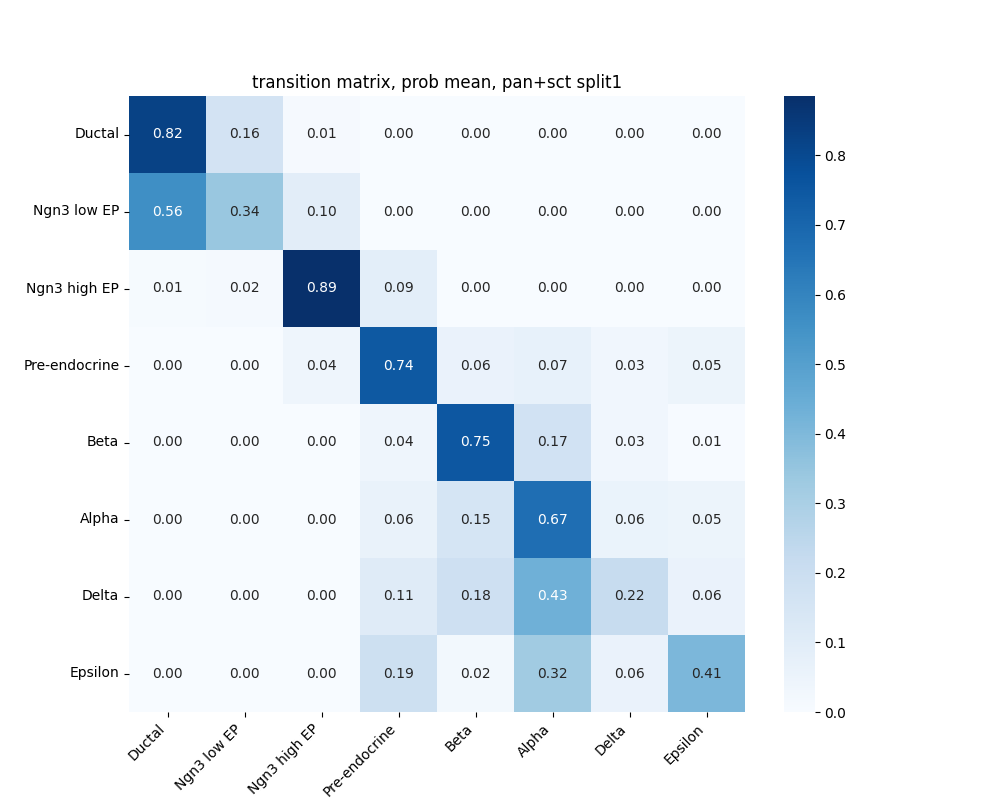 transition matrix, prob mean, pan+sct split1
Ductal 0.82 0.16 0.01 0.00 0.00 0.00 0.00 0.00
Ngn3 low EP 0.56 0.34 0.10 0.00 0.00 0.00 0.00 0.00
Ngn3 high EP 0.01 0.02 0.89 0.09 0.00 0.00 0.00 0.00
Pre-endocrine 0.00 0.00 0.04 0.74 0.06 0.07 0.03 0.05
Beta 0.00 0.00 0.00 0.04 0.75 0.17 0.03 0.01
Alpha 0.00 0.00 0.00 0.06 0.15 0.67 0.06 0.05
Delta 0.00 0.00 0.00 0.11 0.18 0.43 0.22 0.06
Epsilon 0.00 0.00 0.00 0.19 0.02 0.32 0.06 0.41
Ductal Ngn3 low EP Ngn3 high EP Pre-endocrine Beta Alpha Delta Epsilon
0.8
0.7
0.6
0.5
0.4
0.3
0.2
0.1
0.0